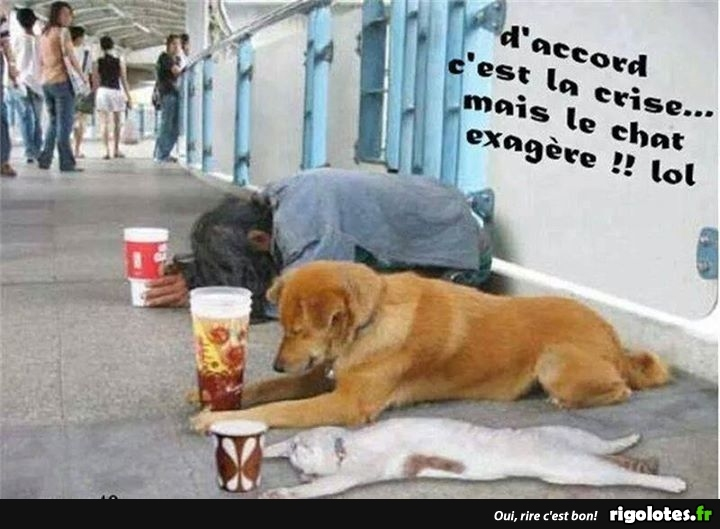 d'accord
c'est la crise...
mais le chat
exagère !! lol
Oui, rire c'est bon! rigolotes.fr